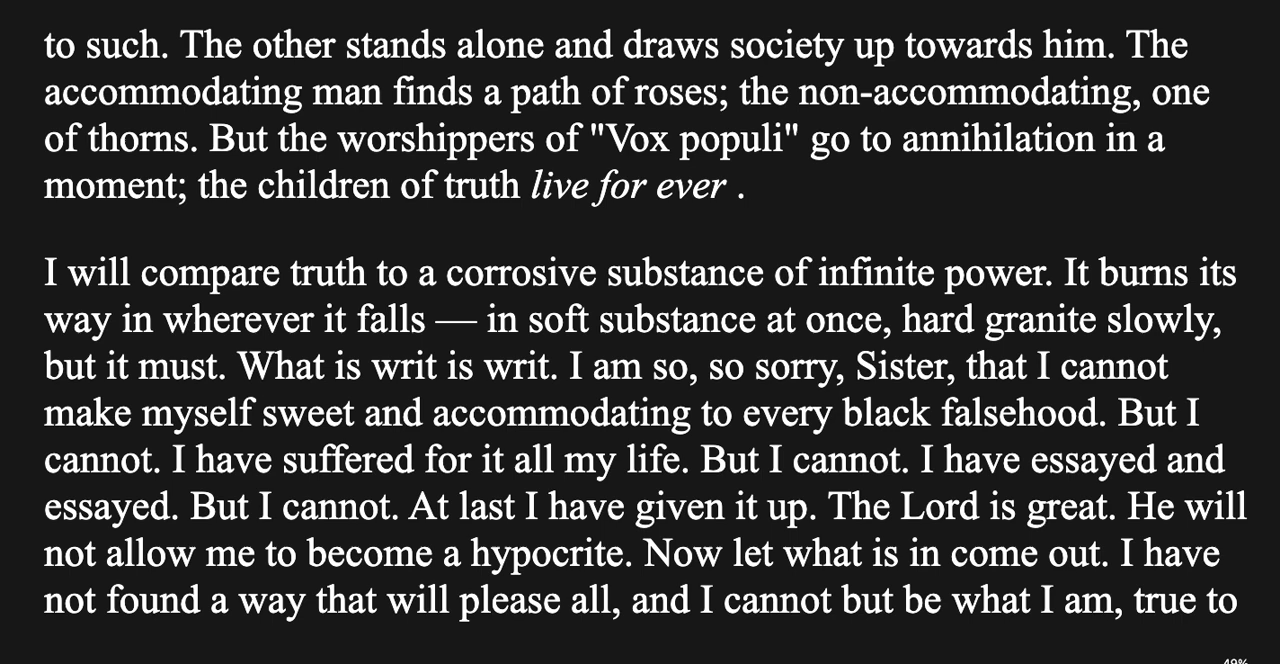 to such. The other stands alone and draws society up towards him. The
accommodating man finds a path of roses; the non-accommodating, one
of thorns. But the worshippers of "Vox populi" go to annihilation in a
moment; the children of truth live for ever .
I will compare truth to a corrosive substance of infinite power. It burns its
way in wherever it falls — in soft substance at once, hard granite slowly,
but it must. What is writ is writ. I am so, so sorry, Sister, that I cannot
make myself sweet and accommodating to every black falsehood. But I
cannot. I have suffered for it all my life. But I cannot. I have essayed and
essayed. But I cannot. At last I have given it up. The Lord is great. He will
not allow me to become a hypocrite. Now let what is in come out. I have
not found a way that will please all, and I cannot but be what I am, true to